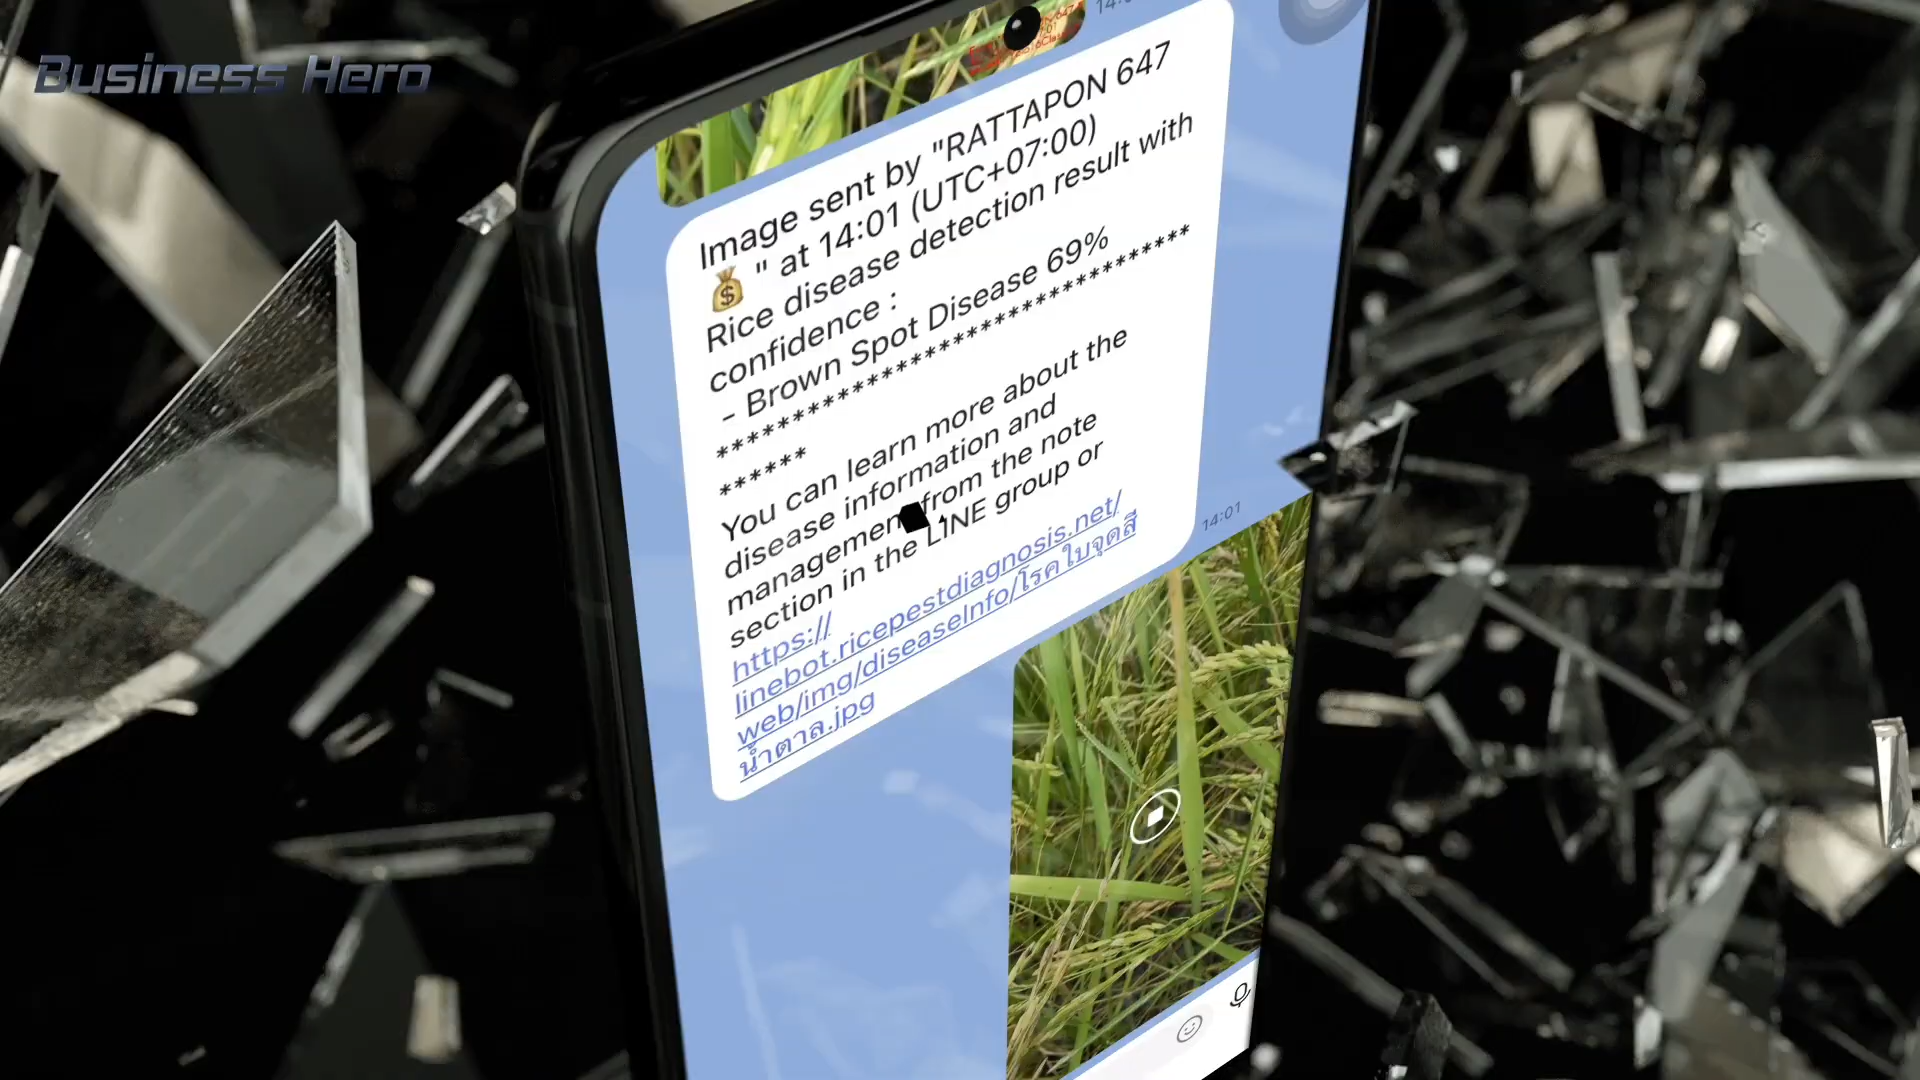 Business Hero
Image sent by "RATTAPON 647
💰 " at 14:01 (UTC+07:00)
Rice disease detection result with
confidence :
- Brown Spot Disease 69%
******************************
******
You can learn more about the
disease information and
management from the note
section in the LINE group or
https://
linebot.ricepestdiagnosis.net/
web/img/diseaseInfo/โรคใบจุดสี
น้ำตาล.jpg
14:01